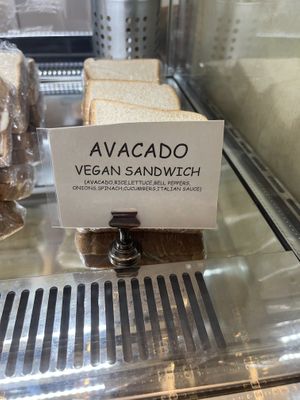 AVACADO
VEGAN SANDWICH
(AVACADO,RICE,LETTUCE,BELL PEPPERS,
ONIONS,SPINACH,CUCUMBERS,ITALIAN SAUCE)